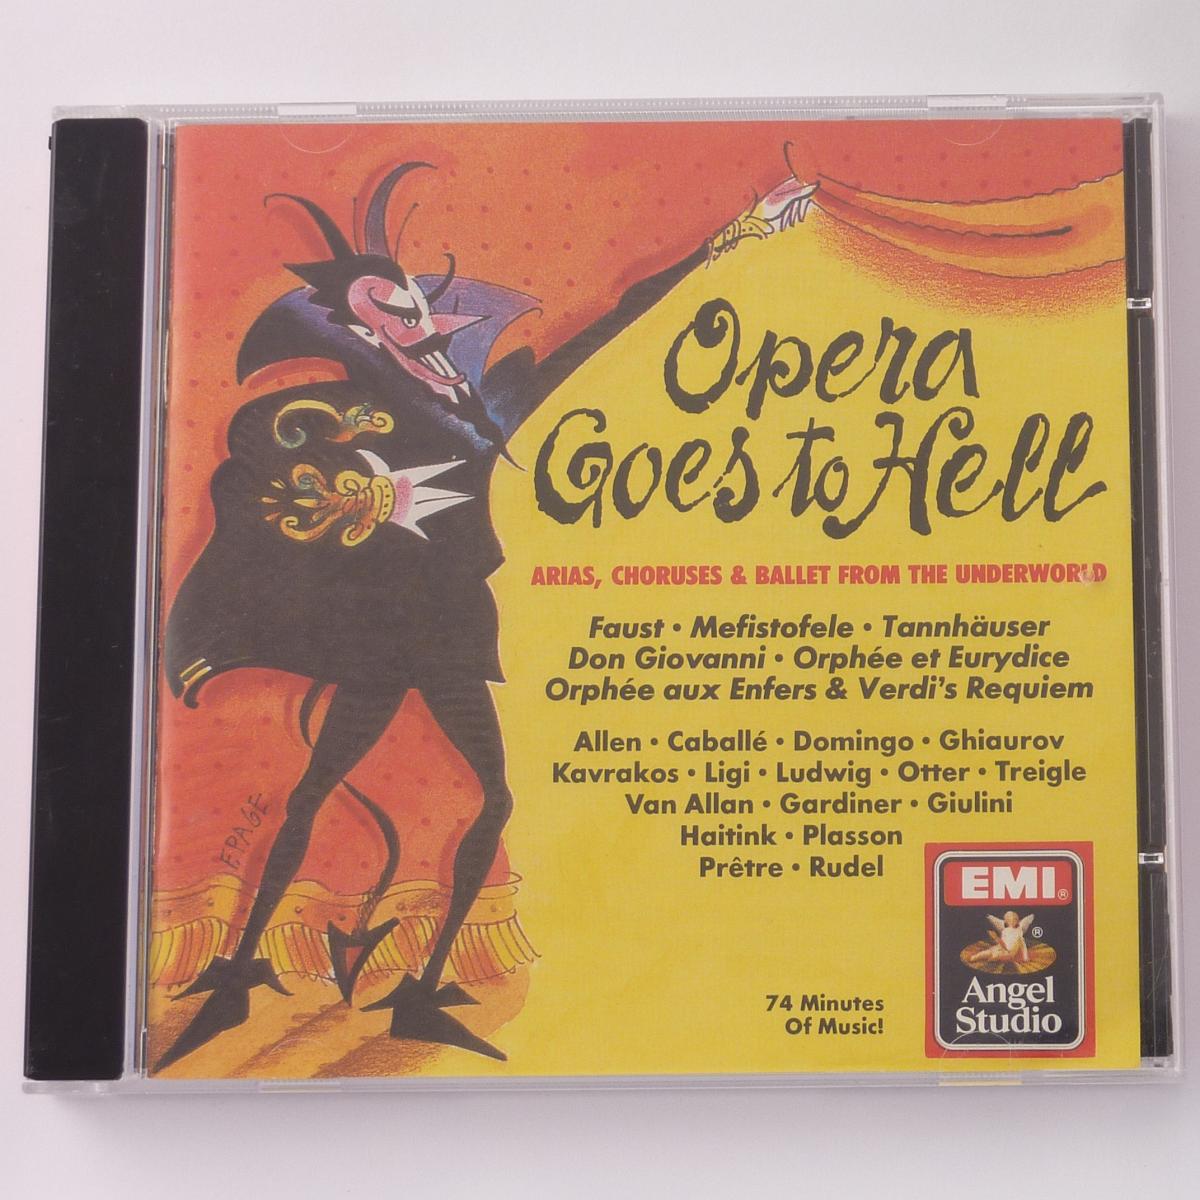 Opera
Goes to Hell
ARIAS, CHORUSES & BALLET FROM THE UNDERWORLD
Faust • Mefistofele • Tannhäuser
Don Giovanni • Orphée et Eurydice
Orphée aux Enfers & Verdi's Requiem
Allen • Caballé • Domingo • Ghiaurov
Kavrakos • Ligi • Ludwig • Otter • Treigle
Van Allan • Gardiner • Giulini
Haitink • Plasson
Prêtre • Rudel
F.PAGE
74 Minutes
Of Music!
EMI®
®
Angel
Studio